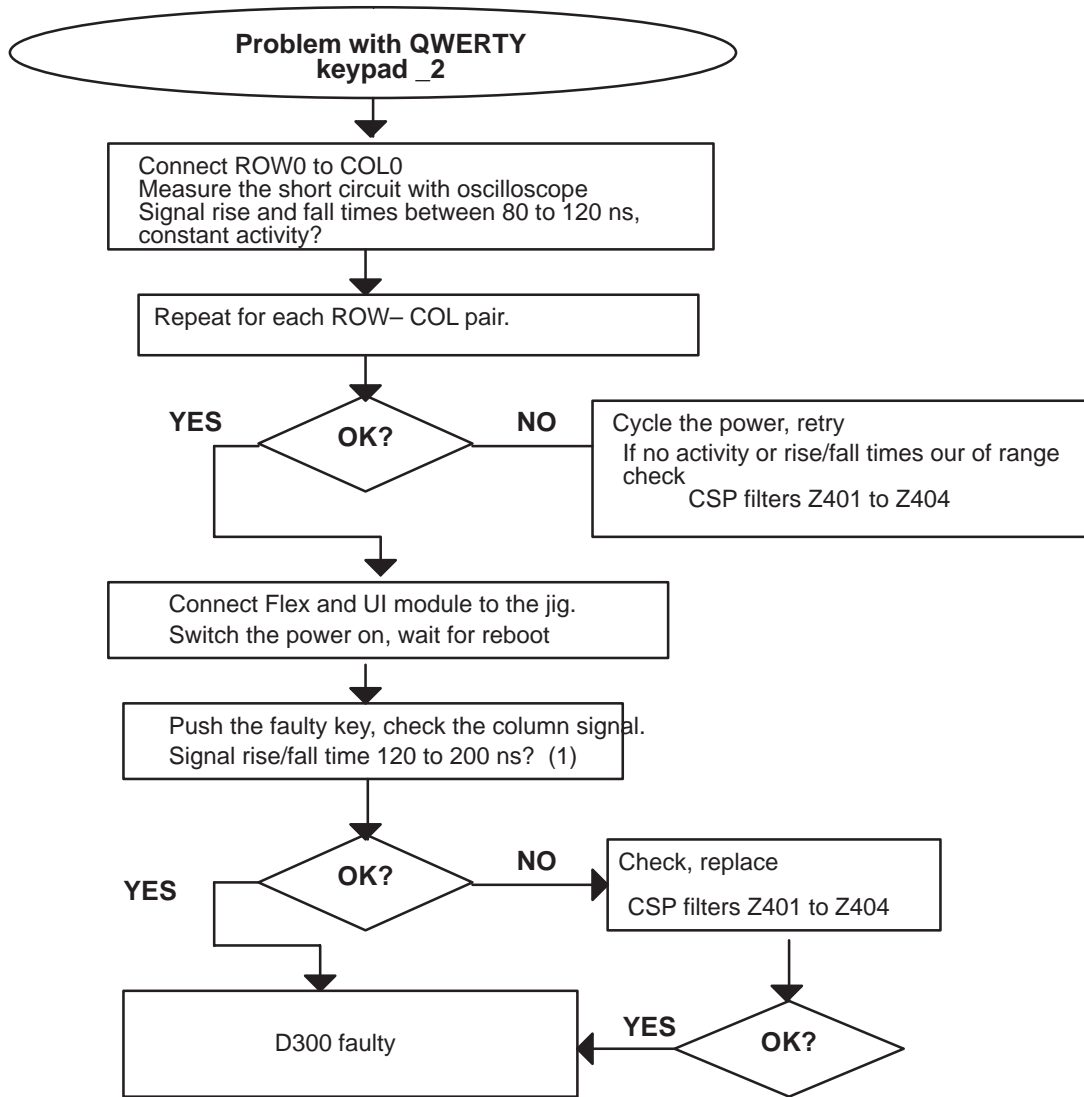 Problem with QWERTY
keypad _2
Connect ROW0 to COL0
Measure the short circuit with oscilloscope
Signal rise and fall times between 80 to 120 ns,
constant activity?
Repeat for each ROW– COL pair.
YES
OK?
NO
Cycle the power, retry
If no activity or rise/fall times our of range
check
CSP filters Z401 to Z404
Connect Flex and UI module to the jig.
Switch the power on, wait for reboot
Push the faulty key, check the column signal.
Signal rise/fall time 120 to 200 ns? (1)
YES
OK?
NO
Check, replace
CSP filters Z401 to Z404
D300 faulty
YES
OK?